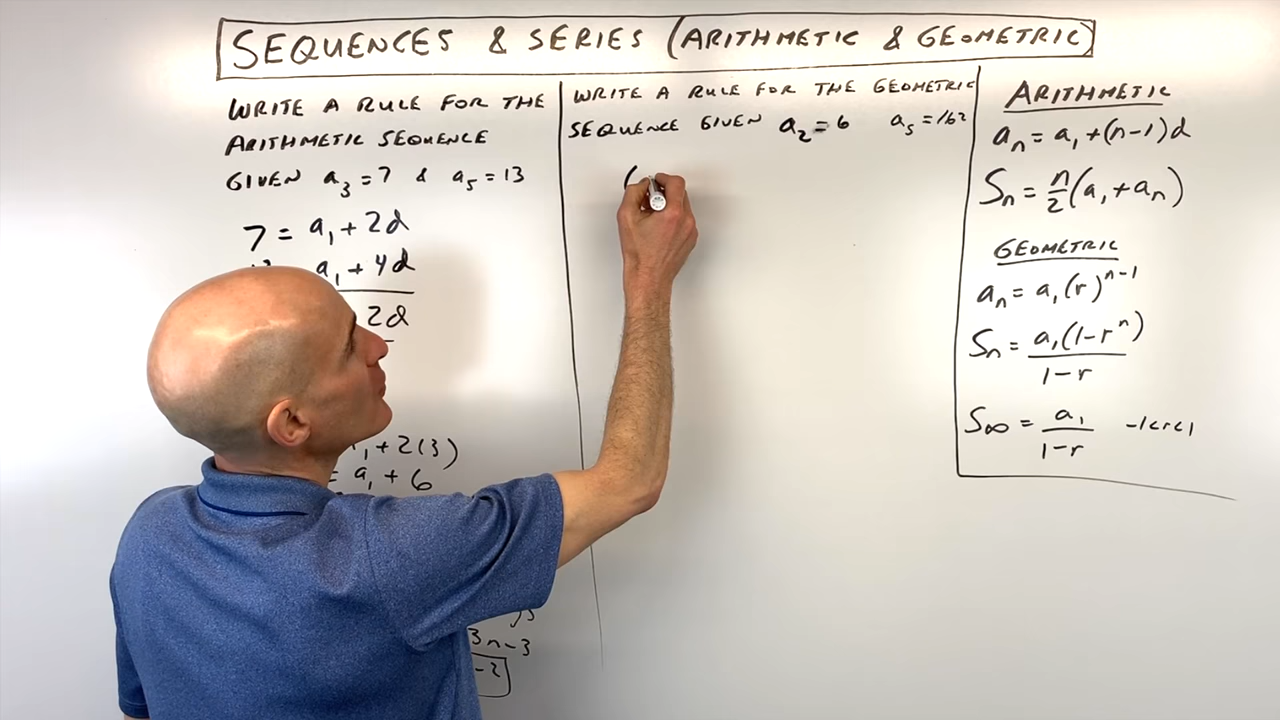 SEQUENCES & SERIES (ARITHMETIC & GEOMETRIC)
WRITE A RULE FOR THE
ARITHMETIC SEQUENCE
GIVEN a₃ = 7 & a₅ = 13
7 = a₁ + 2d
a₁ + 4d
2d
a₁ + 2(3)
= a₁ + 6
3n - 3
- 2
WRITE A RULE FOR THE GEOMETRIC
SEQUENCE GIVEN a₂ = 6 a₅ = 162
(
ARITHMETIC
aₙ = a₁ + (n-1)d
Sₙ = n/2 (a₁ + aₙ)
GEOMETRIC
aₙ = a₁(r)ⁿ⁻¹
Sₙ = a₁(1-rⁿ)
1-r
S∞ = a₁
1-r
-1<r<1